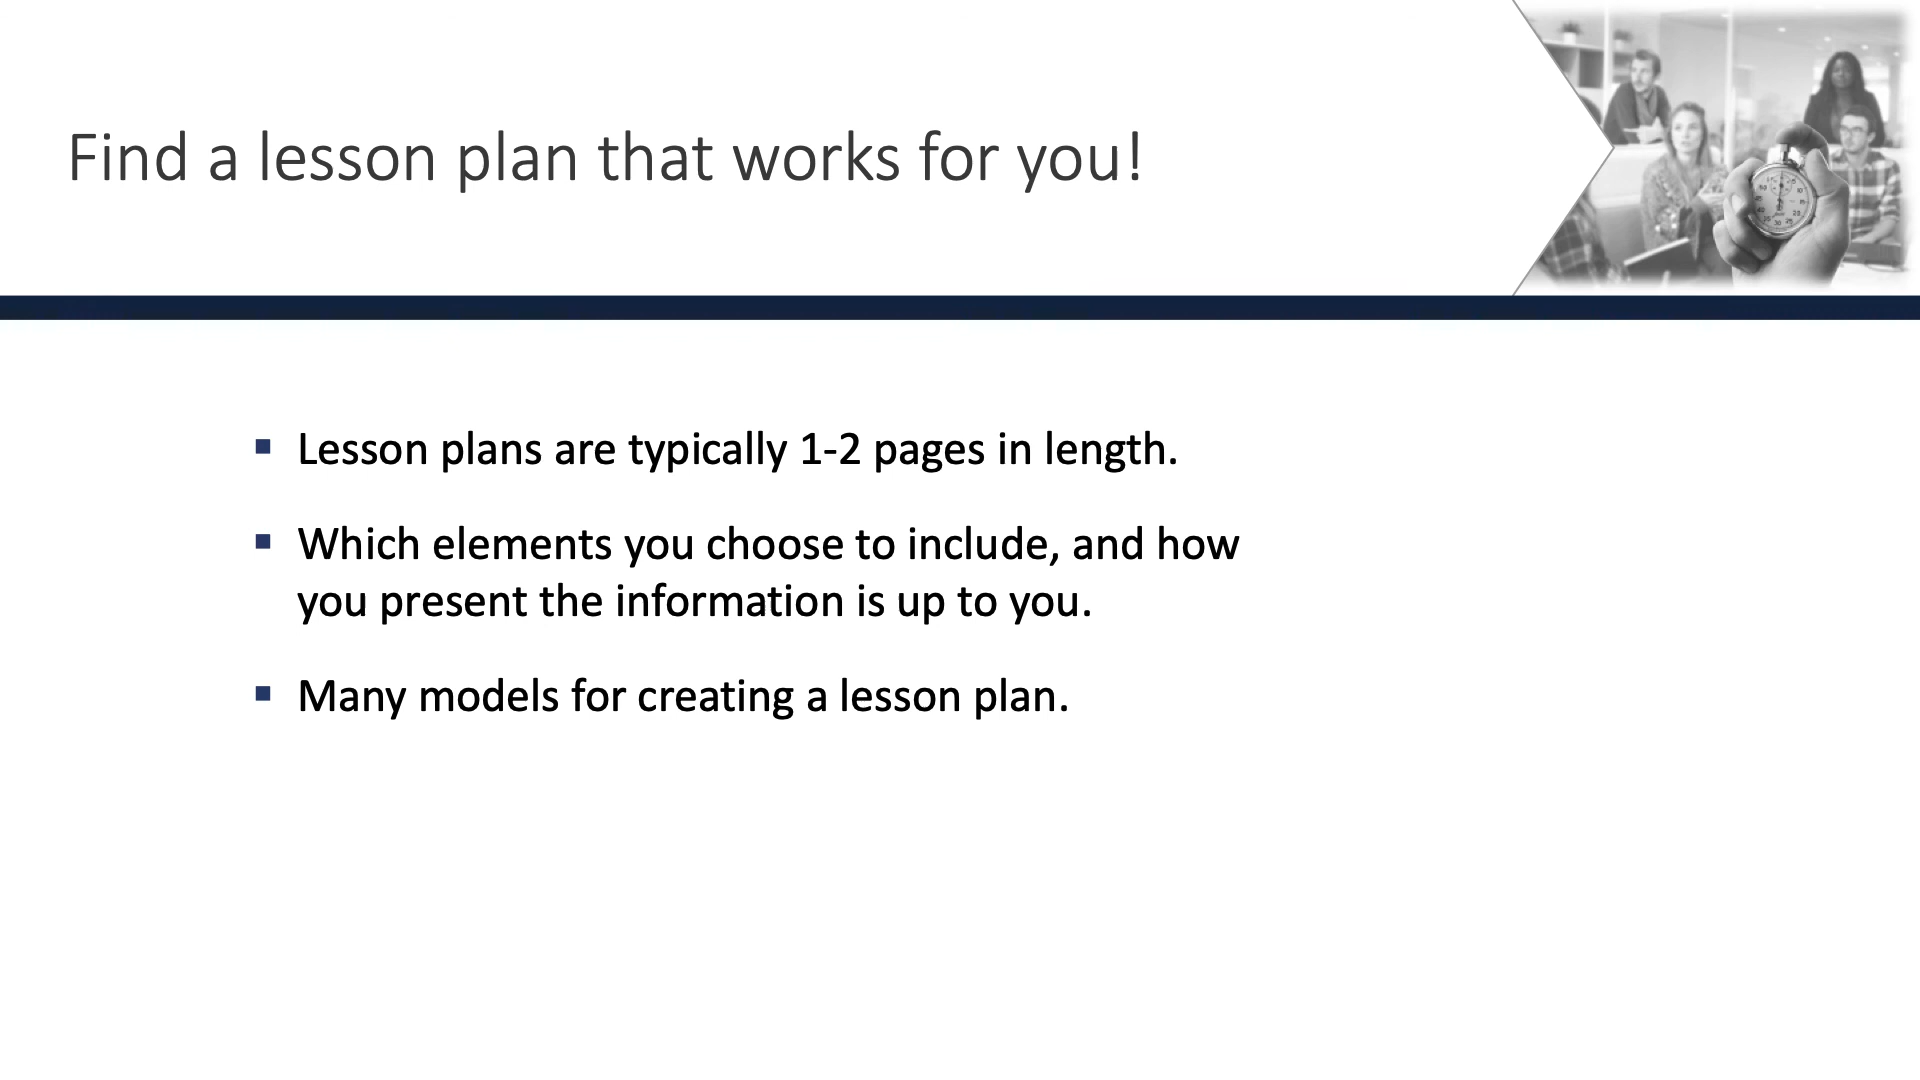 Find a lesson plan that works for you!
▪ Lesson plans are typically 1-2 pages in length.
▪ Which elements you choose to include, and how
you present the information is up to you.
▪ Many models for creating a lesson plan.